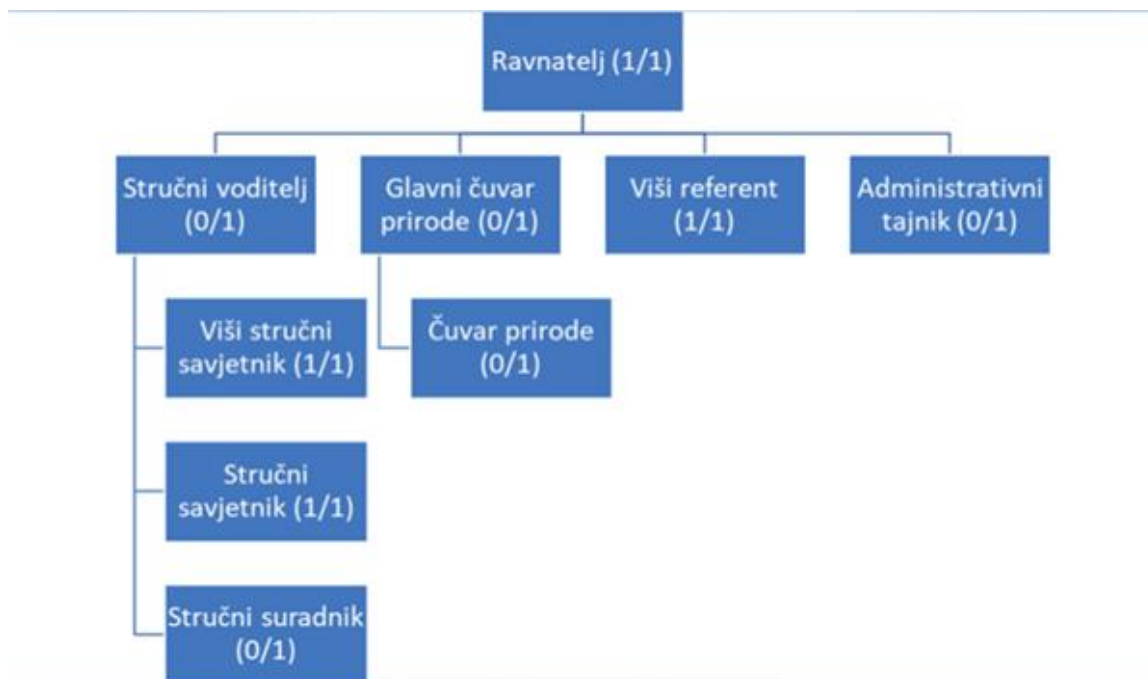 Ravnatelj (1/1)
Stručni voditelj
(0/1)
Glavni čuvar
prirode (0/1)
Viši referent
(1/1)
Administrativni
tajnik (0/1)
Viši stručni
savjetnik (1/1)
Čuvar prirode
(0/1)
Stručni
savjetnik (1/1)
Stručni suradnik
(0/1)